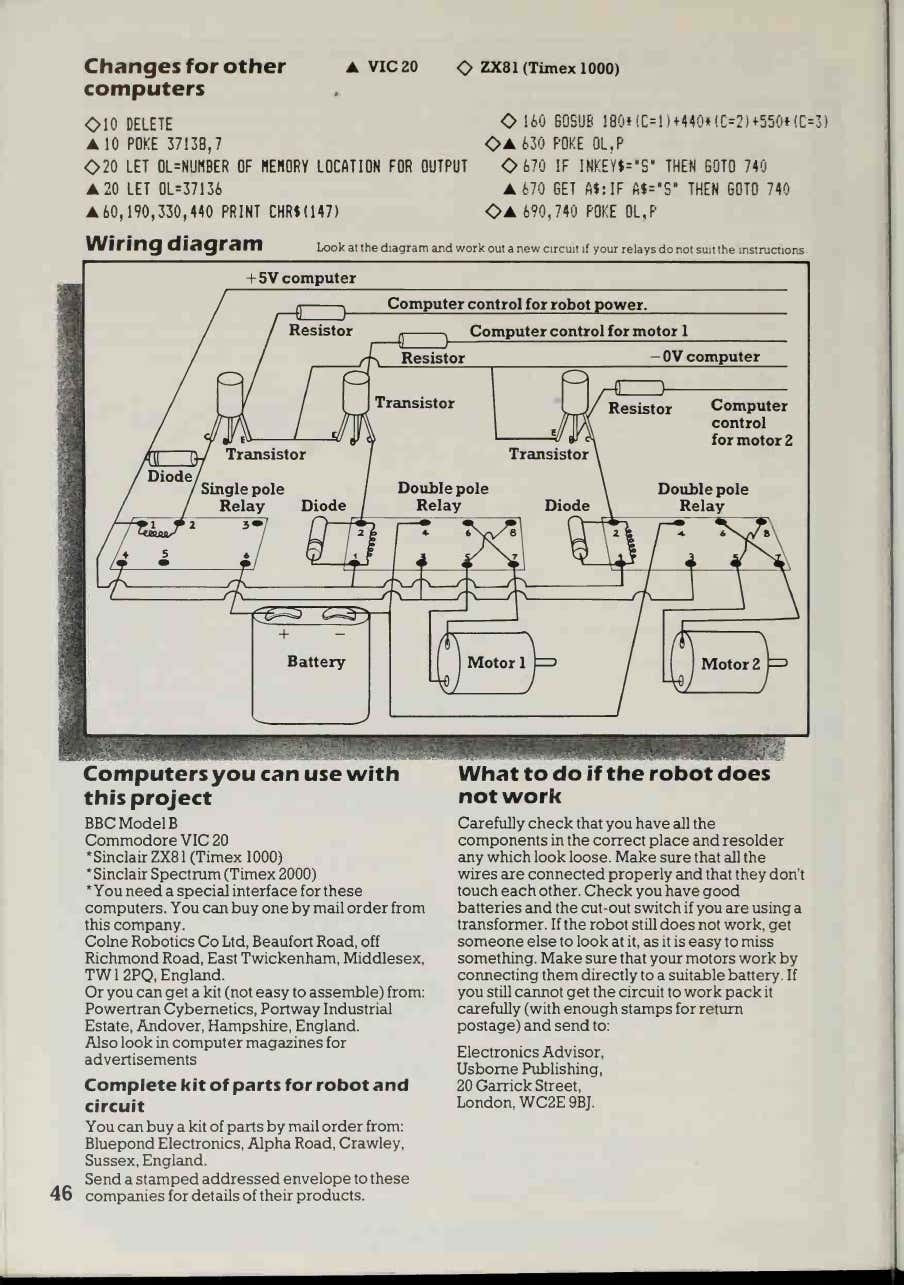 Changes for other
computers
▲ VIC 20 ◇ ZX81 (Timex 1000)
◇10 DELETE
▲10 POKE 37138,7
◇20 LET OL=NUMBER OF MEMORY LOCATION FOR OUTPUT
▲20 LET OL=37136
▲60,190,330,440 PRINT CHR$(147)
◇ 160 GOSUB 180*(C=1)+440*(C=2)+550*(C=3)
◇▲ 630 POKE OL,P
◇ 670 IF INKEY$="S" THEN GOTO 740
▲ 670 GET A$:IF A$="S" THEN GOTO 740
◇▲ 690,740 POKE OL,P
Wiring diagram
Look at the diagram and work out a new circuit if your relays do not suit the instructions
+5V computer
Computer control for robot power.
Resistor
Computer control for motor 1
Resistor
−0V computer
Transistor
Resistor
Computer
control
for motor 2
C B E
E B C
E B C
Transistor
Transistor
Diode
Single pole
Relay
Diode
Double pole
Relay
Diode
Double pole
Relay
1 2 3
4 5 6
2 4 6 8
1 3 5 7
2 4 6 8
1 3 5 7
+ −
Battery
Motor 1
Motor 2
Computers you can use with
this project
BBC Model B
Commodore VIC 20
*Sinclair ZX81 (Timex 1000)
*Sinclair Spectrum (Timex 2000)
*You need a special interface for these
computers. You can buy one by mail order from
this company.
Colne Robotics Co Ltd, Beaufort Road, off
Richmond Road, East Twickenham, Middlesex,
TW1 2PQ, England.
Or you can get a kit (not easy to assemble) from:
Powertran Cybernetics, Portway Industrial
Estate, Andover, Hampshire, England.
Also look in computer magazines for
advertisements
Complete kit of parts for robot and
circuit
You can buy a kit of parts by mail order from:
Bluepond Electronics, Alpha Road, Crawley,
Sussex, England.
Send a stamped addressed envelope to these
companies for details of their products.
46
What to do if the robot does
not work
Carefully check that you have all the
components in the correct place and resolder
any which look loose. Make sure that all the
wires are connected properly and that they don't
touch each other. Check you have good
batteries and the cut-out switch if you are using a
transformer. If the robot still does not work, get
someone else to look at it, as it is easy to miss
something. Make sure that your motors work by
connecting them directly to a suitable battery. If
you still cannot get the circuit to work pack it
carefully (with enough stamps for return
postage) and send to:
Electronics Advisor,
Usborne Publishing,
20 Garrick Street,
London, WC2E 9BJ.